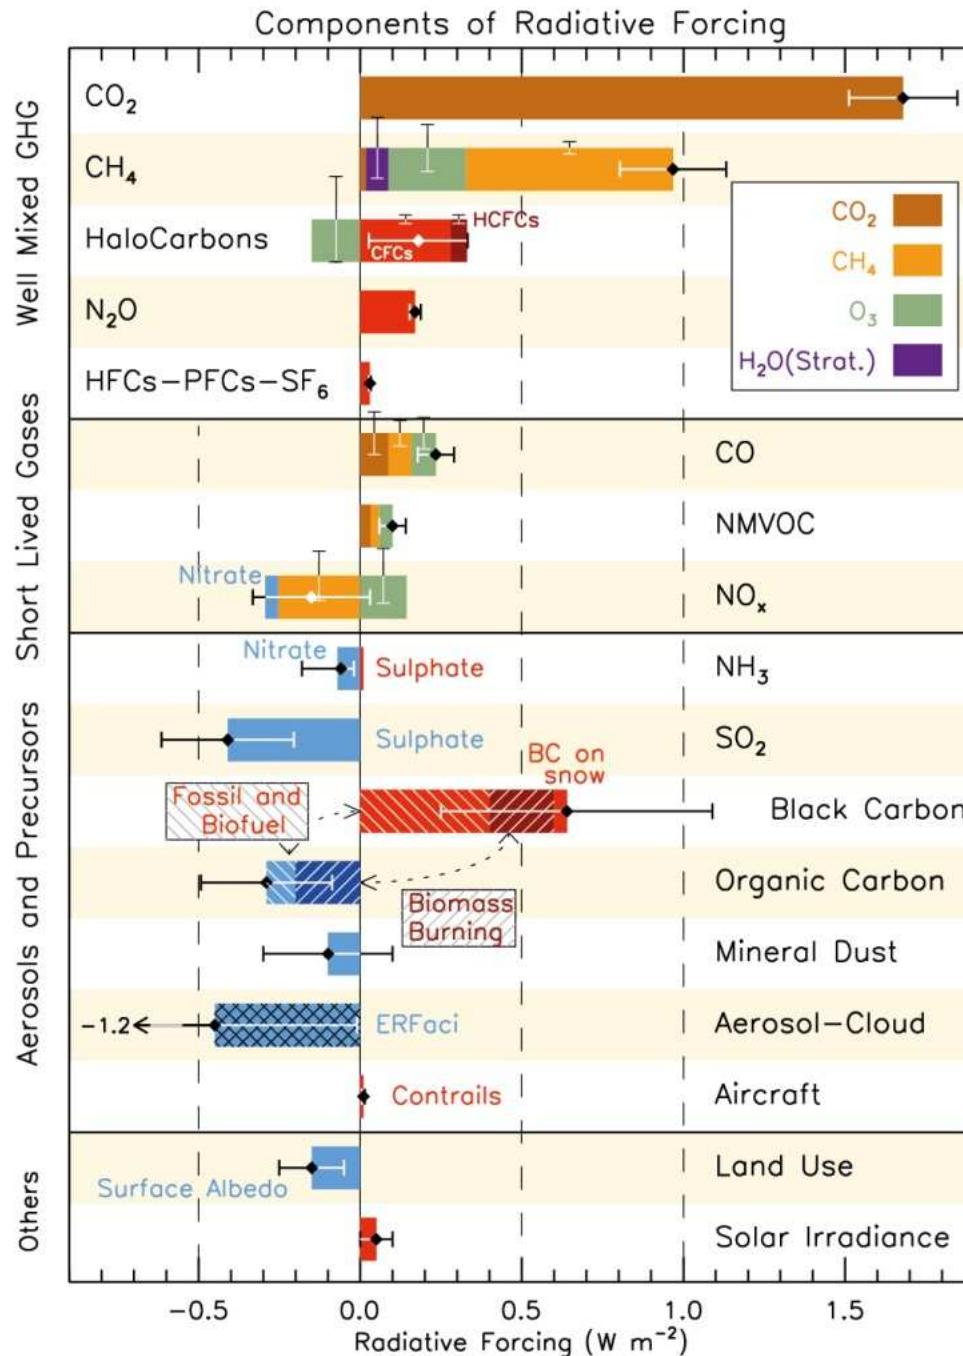 Components of Radiative Forcing
Well Mixed GHG
CO₂
CH₄
HaloCarbons
HCFCs
CFCs
N₂O
HFCs-PFCs-SF₆
CO₂
CH₄
O₃
H₂O(Strat.)
Short Lived Gases
CO
NMVOC
Nitrate
NOₓ
Aerosols and Precursors
Nitrate
Sulphate
NH₃
Sulphate
SO₂
BC on
snow
Fossil and
Biofuel
Black Carbon
Organic Carbon
Biomass
Burning
Mineral Dust
-1.2
ERFaci
Aerosol-Cloud
Contrails
Aircraft
Others
Land Use
Surface Albedo
Solar Irradiance
-0.5 0.0 0.5 1.0 1.5
Radiative Forcing (W m⁻²)